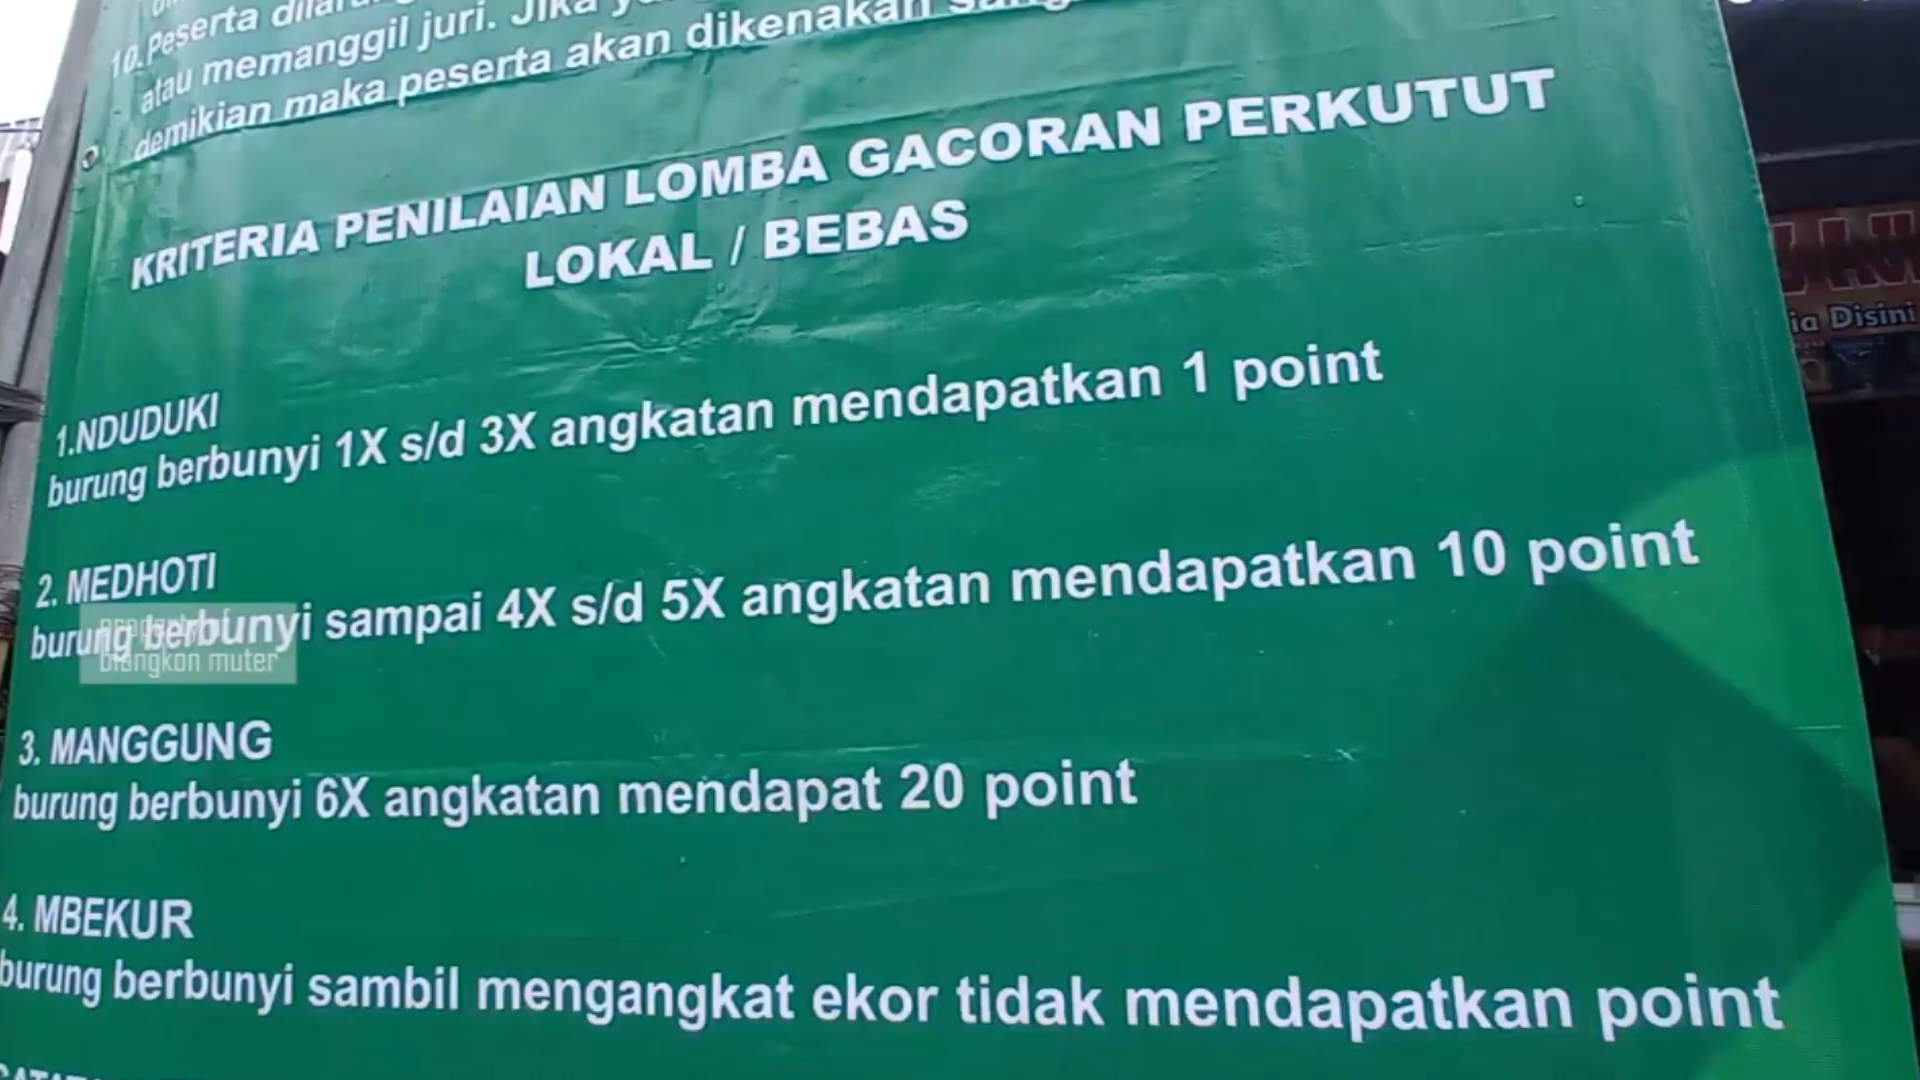 10. Peserta
atau memanggil juri. Jika
demikian maka peserta akan dikenakan
KRITERIA PENILAIAN LOMBA GACORAN PERKUTUT
LOKAL / BEBAS
1.NDUDUKI
burung berbunyi 1X s/d 3X angkatan mendapatkan 1 point
2. MEDHOTI
burung berbunyi sampai 4X s/d 5X angkatan mendapatkan 10 point
3. MANGGUNG
burung berbunyi 6X angkatan mendapat 20 point
4. MBEKUR
burung berbunyi sambil mengangkat ekor tidak mendapatkan point
blangkon muter
Disini